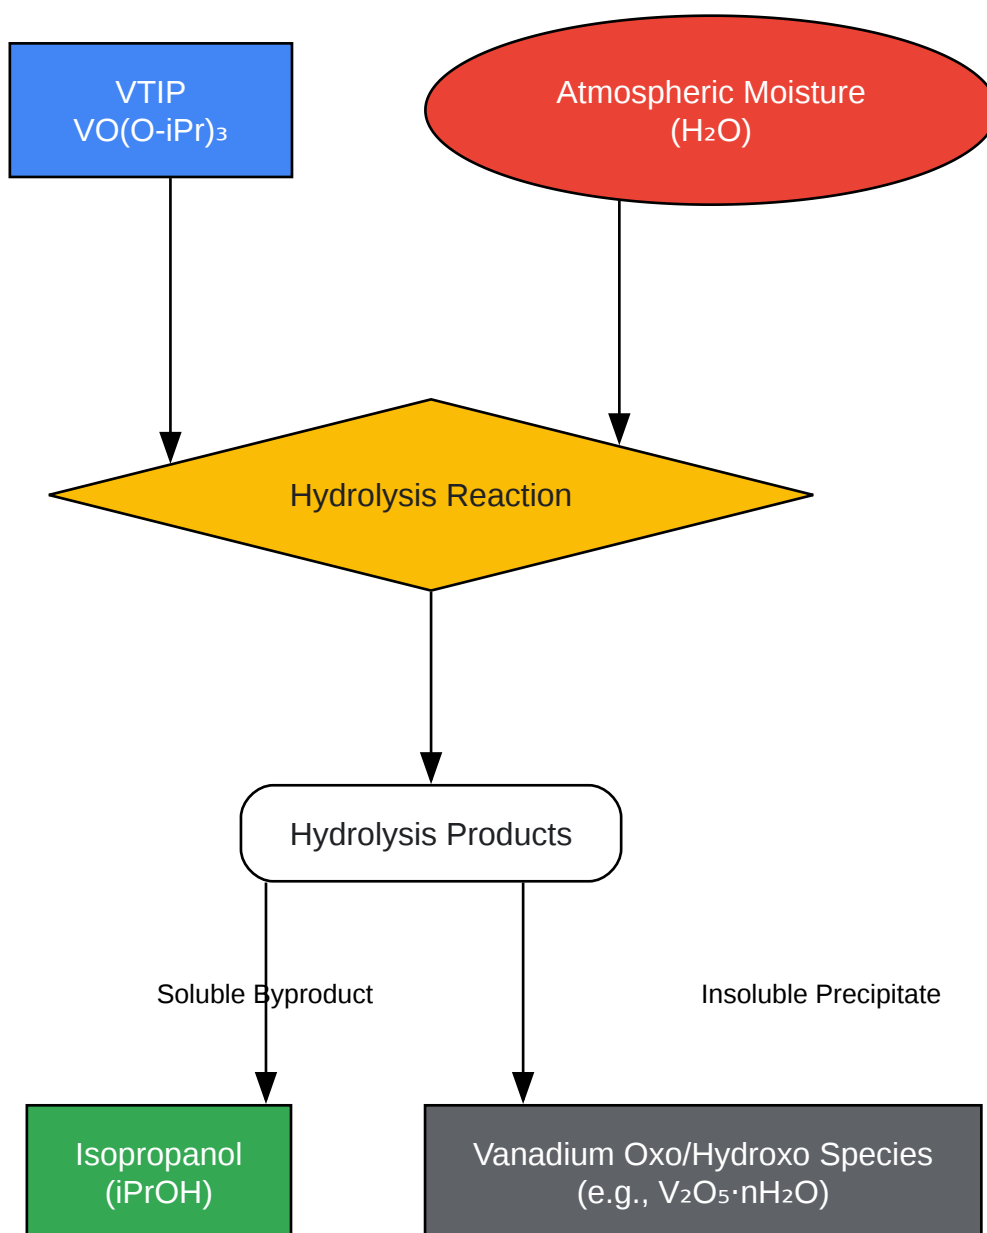 VTIP
VO(O-iPr)₃
Atmospheric Moisture
(H₂O)
Hydrolysis Reaction
Hydrolysis Products
Soluble Byproduct
Insoluble Precipitate
Isopropanol
(iPrOH)
Vanadium Oxo/Hydroxo Species
(e.g., V₂O₅·nH₂O)